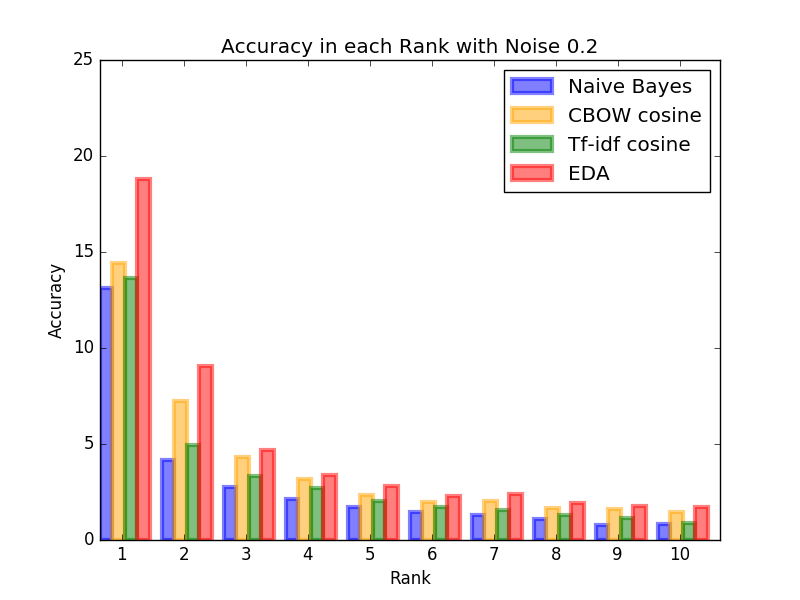 Accuracy in each Rank with Noise 0.2
Naive Bayes
CBOW cosine
Tf-idf cosine
EDA
25
20
15
10
5
0
Accuracy
1 2 3 4 5 6 7 8 9 10
Rank